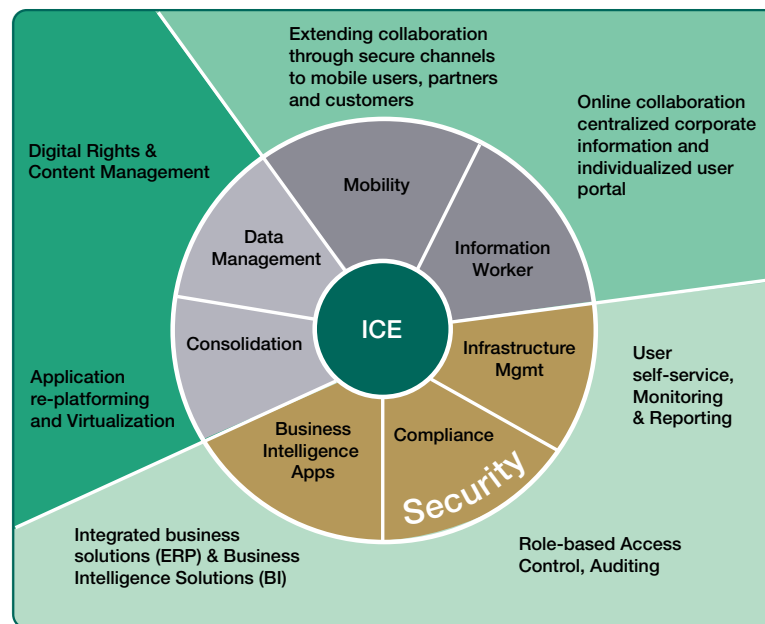 Extending collaboration
through secure channels
to mobile users, partners
and customers
Online collaboration
centralized corporate
information and
individualized user
portal
Digital Rights &
Content Management
Mobility
Data
Management
Information
Worker
ICE
Consolidation
Infrastructure
Mgmt
User
self-service,
Monitoring
& Reporting
Application
re-platforming
and Virtualization
Business
Intelligence
Apps
Compliance
Security
Integrated business
solutions (ERP) & Business
Intelligence Solutions (BI)
Role-based Access
Control, Auditing